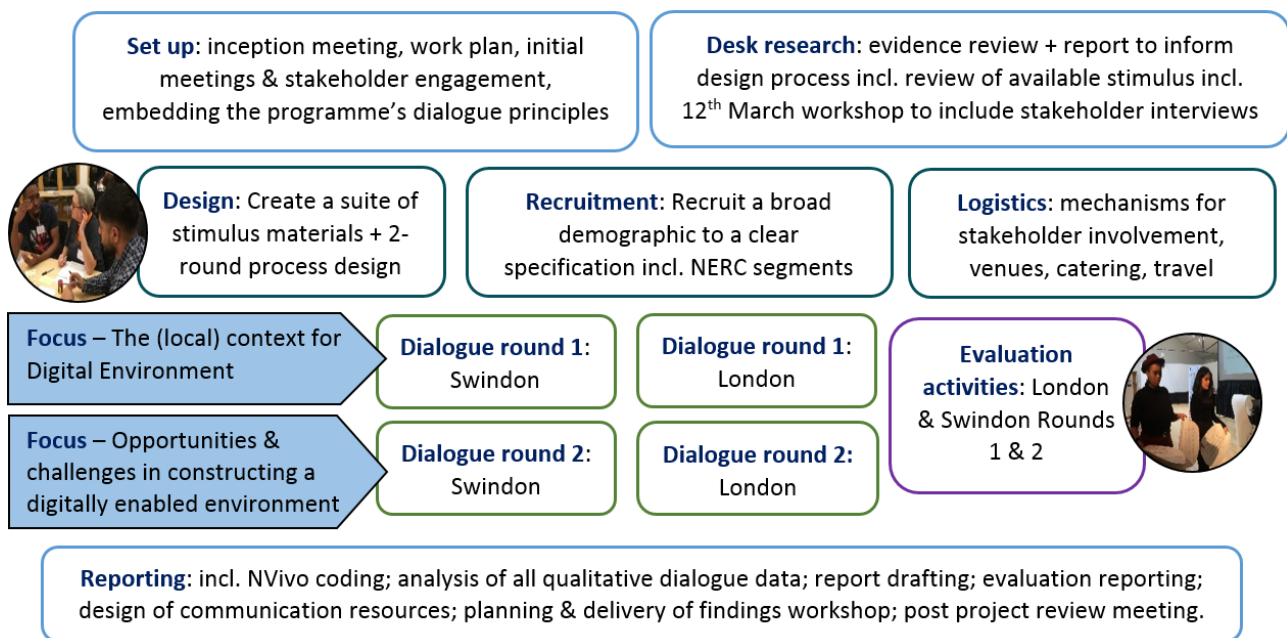 Set up: inception meeting, work plan, initial
meetings & stakeholder engagement,
embedding the programme's dialogue principles
Desk research: evidence review + report to inform
design process incl. review of available stimulus incl.
12th March workshop to include stakeholder interviews
Design: Create a suite of
stimulus materials + 2-
round process design
Recruitment: Recruit a broad
demographic to a clear
specification incl. NERC segments
Logistics: mechanisms for
stakeholder involvement,
venues, catering, travel
Focus – The (local) context for
Digital Environment
Dialogue round 1:
Swindon
Dialogue round 1:
London
Evaluation
activities: London
& Swindon Rounds
1 & 2
Focus – Opportunities &
challenges in constructing a
digitally enabled environment
Dialogue round 2:
Swindon
Dialogue round 2:
London
Reporting: incl. NVivo coding; analysis of all qualitative dialogue data; report drafting; evaluation reporting;
design of communication resources; planning & delivery of findings workshop; post project review meeting.